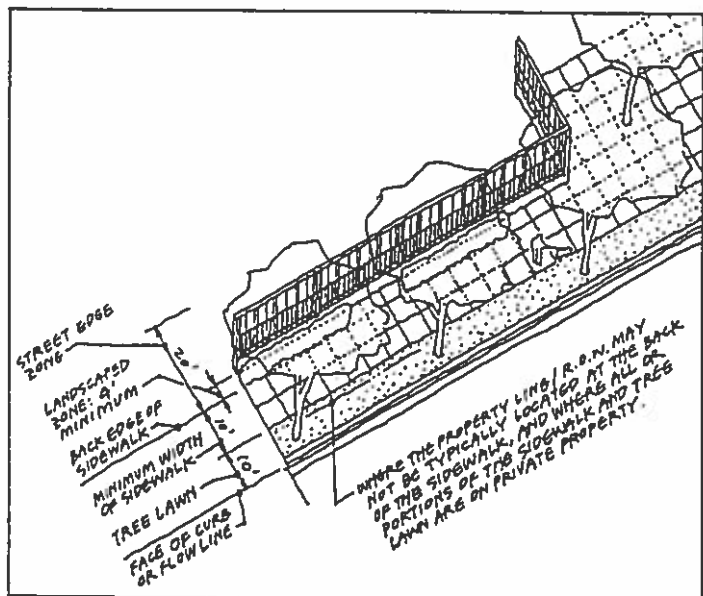 STREET EDGE
ZONE
20'
LANDSCAPED
ZONE: 4'
MINIMUM
BACK EDGE OF
SIDEWALK
10'
MINIMUM WIDTH
OF SIDEWALK
10'
TREE LAWN
FACE OF CURB
OR FLOWLINE
WHERE THE PROPERTY LINE / R.O.W. MAY
NOT BE TYPICALLY LOCATED AT THE BACK
OF THE SIDEWALK, AND WHERE ALL OR
PORTIONS OF THE SIDEWALK AND TREE
LAWN ARE ON PRIVATE PROPERTY.